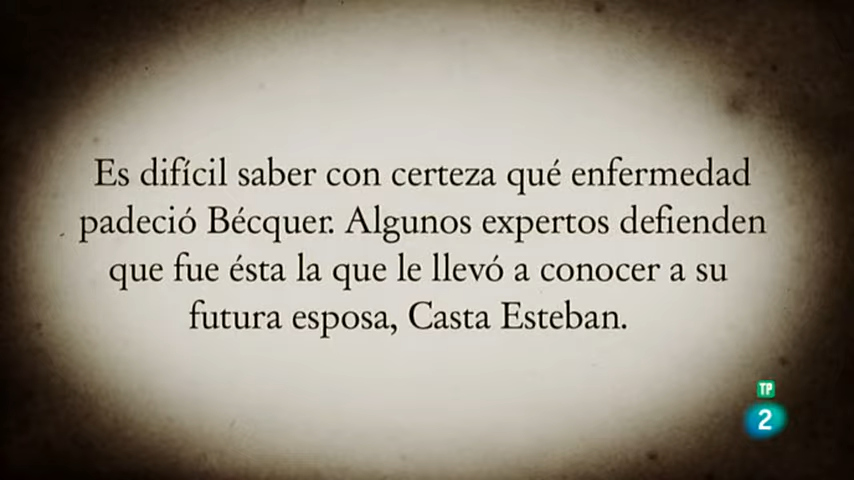 Es difícil saber con certeza qué enfermedad
padeció Bécquer. Algunos expertos defienden
que fue ésta la que le llevó a conocer a su
futura esposa, Casta Esteban.
TP
2